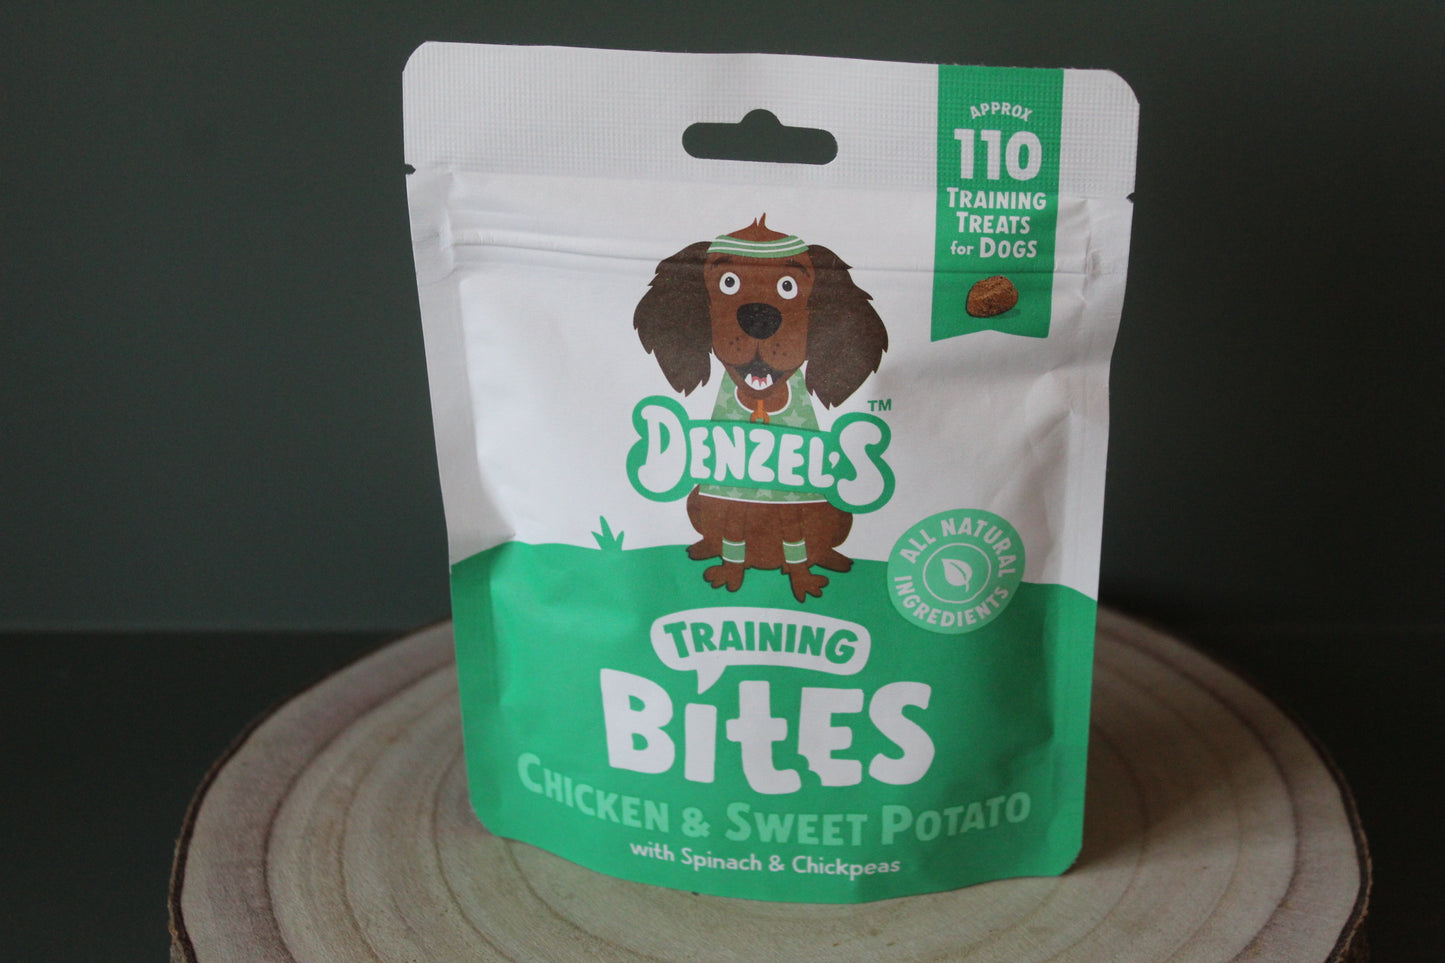 APPROX
110
TRAINING
TREATS
for DOGS
DENZEL'S
TM
ALL NATURAL
INGREDIENTS
TRAINING
BITES
CHICKEN & SWEET POTATO
with Spinach & Chickpeas